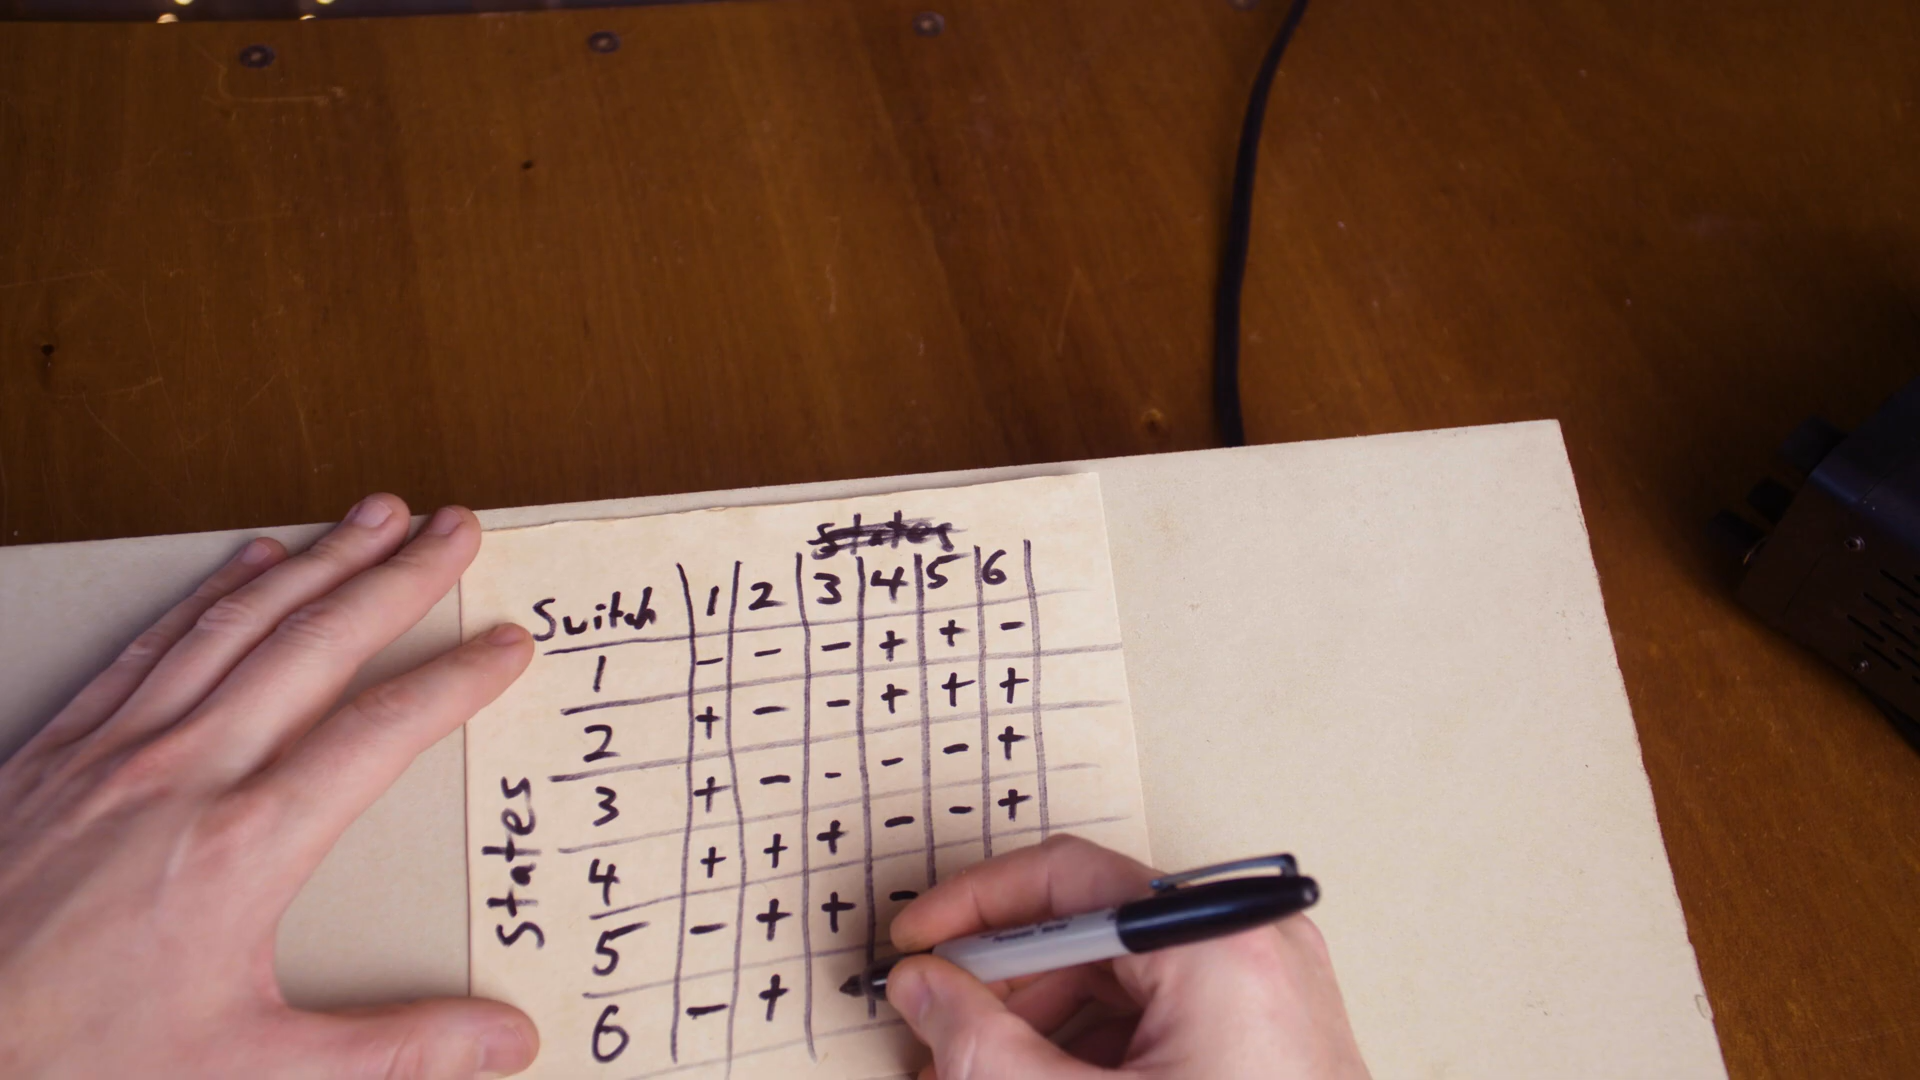 States
Switch 1 2 3 4 5 6
1 - - - + + -
2 + - - + + +
3 + - - - - +
4 + + + - - +
5 - + + -
6 - +
States